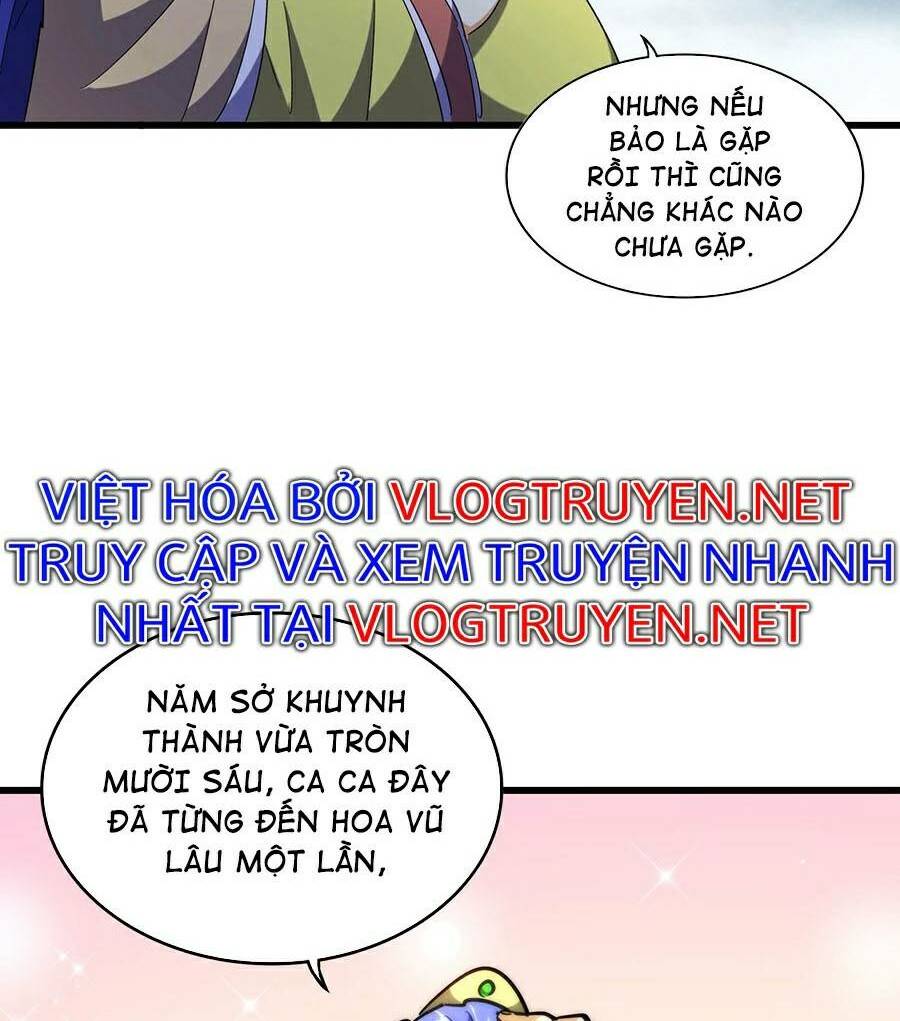 NHƯNG NẾU
BẢO LÀ GẶP
RỒI THÌ CŨNG
CHẲNG KHÁC NÀO
CHƯA GẶP.
VIỆT HÓA BỞI VLOGTRUYEN.NET
TRUY CẬP VÀ XEM TRUYỆN NHANH
NHẤT TẠI VLOGTRUYEN.NET
NĂM SỞ KHUYNH
THÀNH VỪA TRÒN
MƯỜI SÁU, CA CA ĐÂY
ĐÃ TỪNG ĐẾN HOA VŨ
LÂU MỘT LẦN,